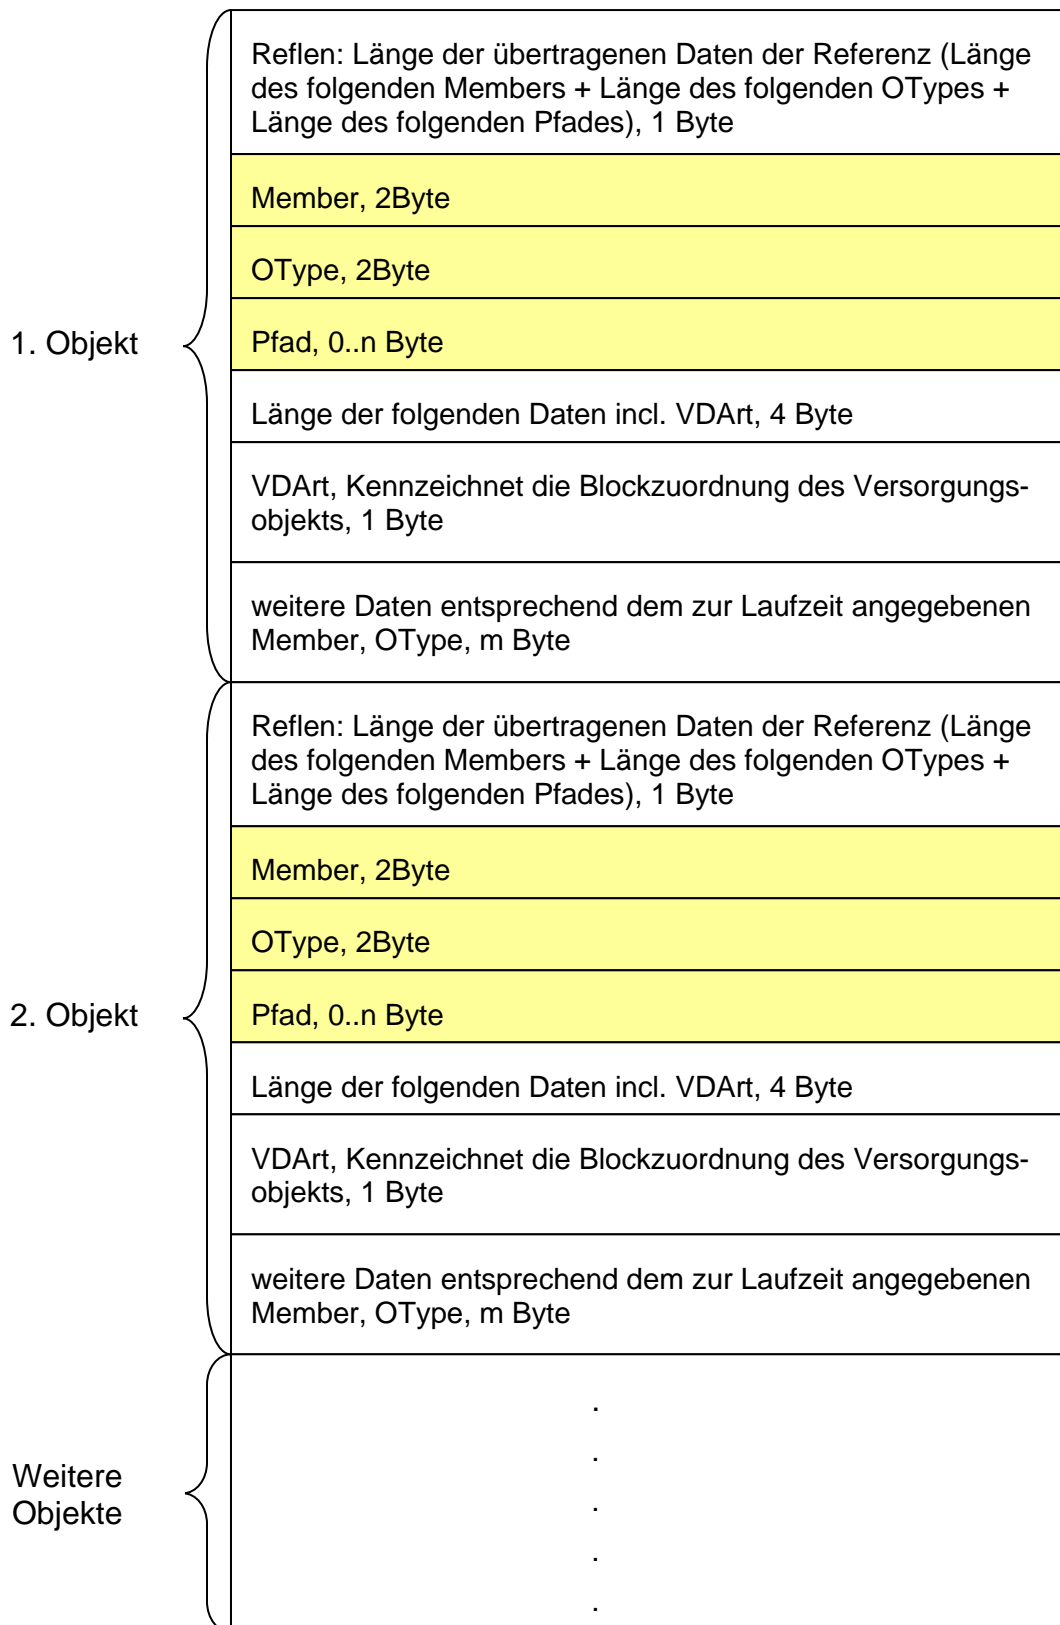 Reflen: Länge der übertragenen Daten der Referenz (Länge
des folgenden Members + Länge des folgenden OTypes +
Länge des folgenden Pfades), 1 Byte
Member, 2Byte
OType, 2Byte
1. Objekt
Pfad, 0..n Byte
Länge der folgenden Daten incl. VDArt, 4 Byte
VDArt, Kennzeichnet die Blockzuordnung des Versorgungs-
objekts, 1 Byte
weitere Daten entsprechend dem zur Laufzeit angegebenen
Member, OType, m Byte
Reflen: Länge der übertragenen Daten der Referenz (Länge
des folgenden Members + Länge des folgenden OTypes +
Länge des folgenden Pfades), 1 Byte
Member, 2Byte
OType, 2Byte
2. Objekt
Pfad, 0..n Byte
Länge der folgenden Daten incl. VDArt, 4 Byte
VDArt, Kennzeichnet die Blockzuordnung des Versorgungs-
objekts, 1 Byte
weitere Daten entsprechend dem zur Laufzeit angegebenen
Member, OType, m Byte
Weitere
Objekte
.
.
.
.
.